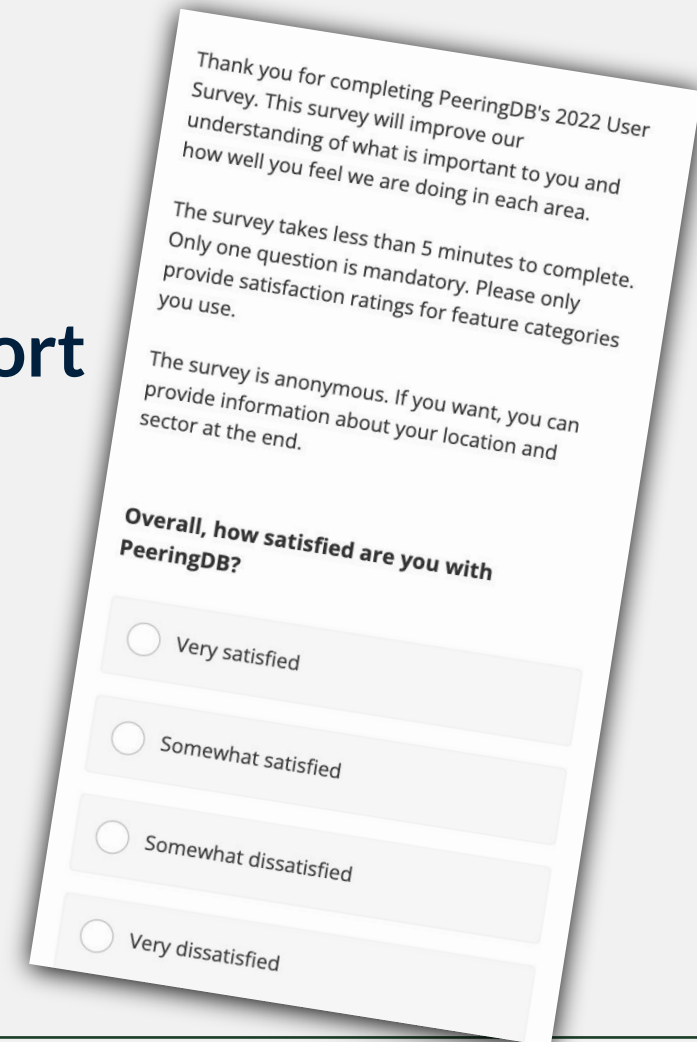 ort
Thank you for completing PeeringDB's 2022 User
Survey. This survey will improve our
understanding of what is important to you and
how well you feel we are doing in each area.
The survey takes less than 5 minutes to complete.
Only one question is mandatory. Please only
provide satisfaction ratings for feature categories
you use.
The survey is anonymous. If you want, you can
provide information about your location and
sector at the end.
Overall, how satisfied are you with
PeeringDB?
Very satisfied
Somewhat satisfied
Somewhat dissatisfied
Very dissatisfied